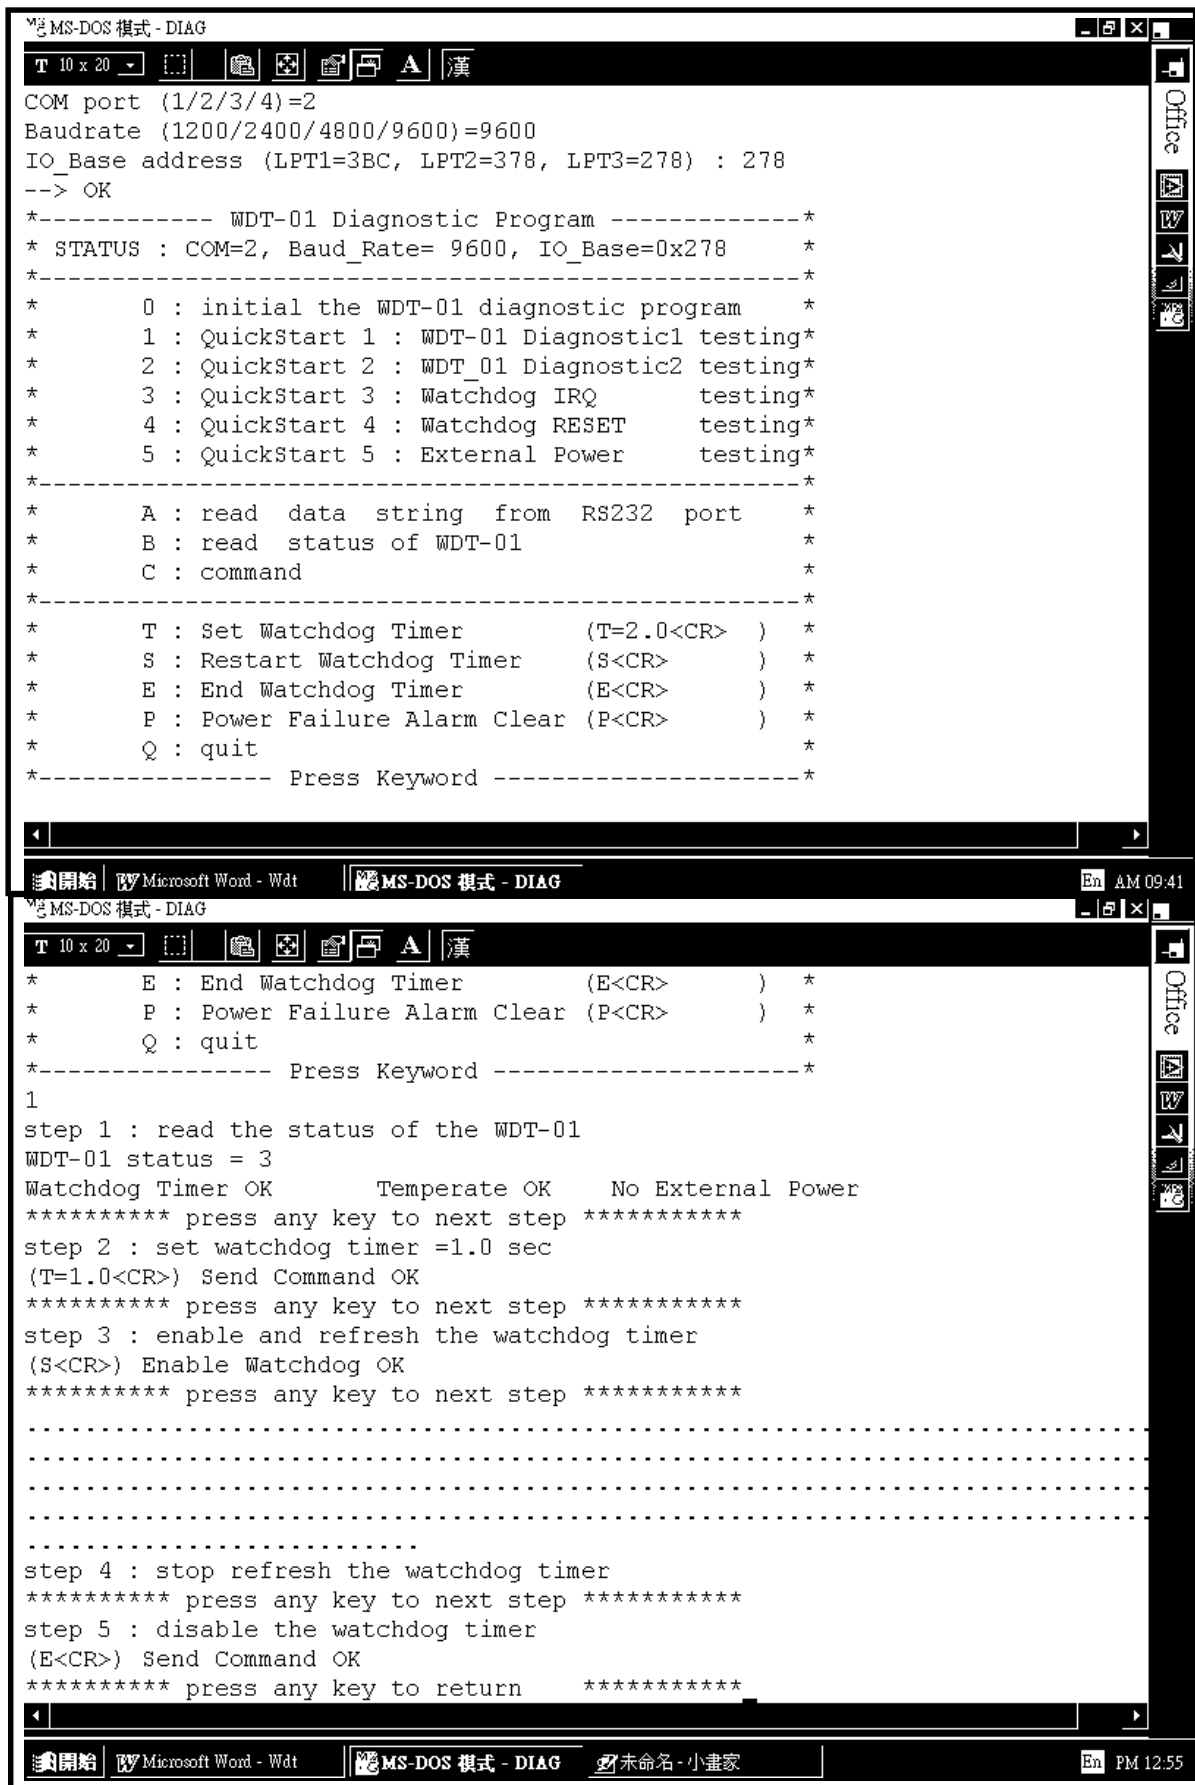 MS-DOS 模式 - DIAG
T 10 x 20 A 漢
Office
COM port (1/2/3/4)=2
Baudrate (1200/2400/4800/9600)=9600
IO_Base address (LPT1=3BC, LPT2=378, LPT3=278) : 278
--> OK
*------------ WDT-01 Diagnostic Program -------------*
* STATUS : COM=2, Baud_Rate= 9600, IO_Base=0x278 *
*----------------------------------------------------*
* 0 : initial the WDT-01 diagnostic program *
* 1 : QuickStart 1 : WDT-01 Diagnostic1 testing*
* 2 : QuickStart 2 : WDT_01 Diagnostic2 testing*
* 3 : QuickStart 3 : Watchdog IRQ testing*
* 4 : QuickStart 4 : Watchdog RESET testing*
* 5 : QuickStart 5 : External Power testing*
*----------------------------------------------------*
* A : read data string from RS232 port *
* B : read status of WDT-01 *
* C : command *
*----------------------------------------------------*
* T : Set Watchdog Timer (T=2.0<CR> ) *
* S : Restart Watchdog Timer (S<CR> ) *
* E : End Watchdog Timer (E<CR> ) *
* P : Power Failure Alarm Clear (P<CR> ) *
* Q : quit *
*---------------- Press Keyword ---------------------*
開始 Microsoft Word - Wdt MS-DOS 模式 - DIAG En AM 09:41
MS-DOS 模式 - DIAG
T 10 x 20 A 漢
Office
* E : End Watchdog Timer (E<CR> ) *
* P : Power Failure Alarm Clear (P<CR> ) *
* Q : quit *
*---------------- Press Keyword ---------------------*
1
step 1 : read the status of the WDT-01
WDT-01 status = 3
Watchdog Timer OK Temperate OK No External Power
********** press any key to next step ***********
step 2 : set watchdog timer =1.0 sec
(T=1.0<CR>) Send Command OK
********** press any key to next step ***********
step 3 : enable and refresh the watchdog timer
(S<CR>) Enable Watchdog OK
********** press any key to next step ***********
.............................................................................
.............................................................................
.............................................................................
.............................................................................
...........................
step 4 : stop refresh the watchdog timer
********** press any key to next step ***********
step 5 : disable the watchdog timer
(E<CR>) Send Command OK
********** press any key to return ***********
開始 Microsoft Word - Wdt MS-DOS 模式 - DIAG 未命名 - 小畫家 En PM 12:55